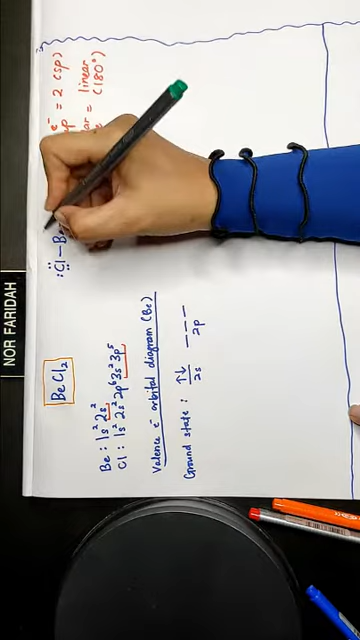 BeCl2
Be : 1s² 2s²
Cl : 1s² 2s² 2p⁶ 3s² 3p⁵
Valence e⁻ orbital diagram (Be)
Ground state : ↑↓ _ _ _
2s 2p
:Cl – B
e⁻ = 2 (sp)
= linear
(180°)
NOR FARIDAH